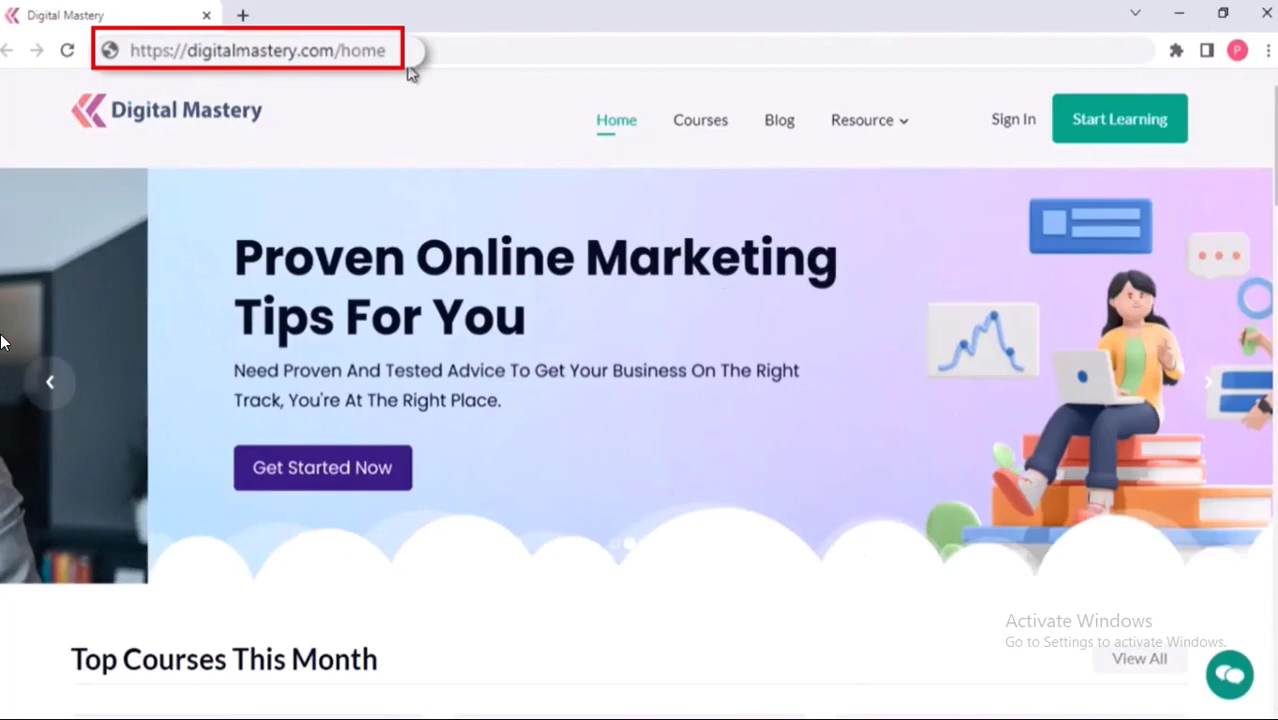 Digital Mastery
https://digitalmastery.com/home
P
Digital Mastery
Home
Courses
Blog
Resource
Sign In
Start Learning
Proven Online Marketing
Tips For You
Need Proven And Tested Advice To Get Your Business On The Right
Track, You're At The Right Place.
Get Started Now
Activate Windows
Go to Settings to activate Windows.
Top Courses This Month
View All